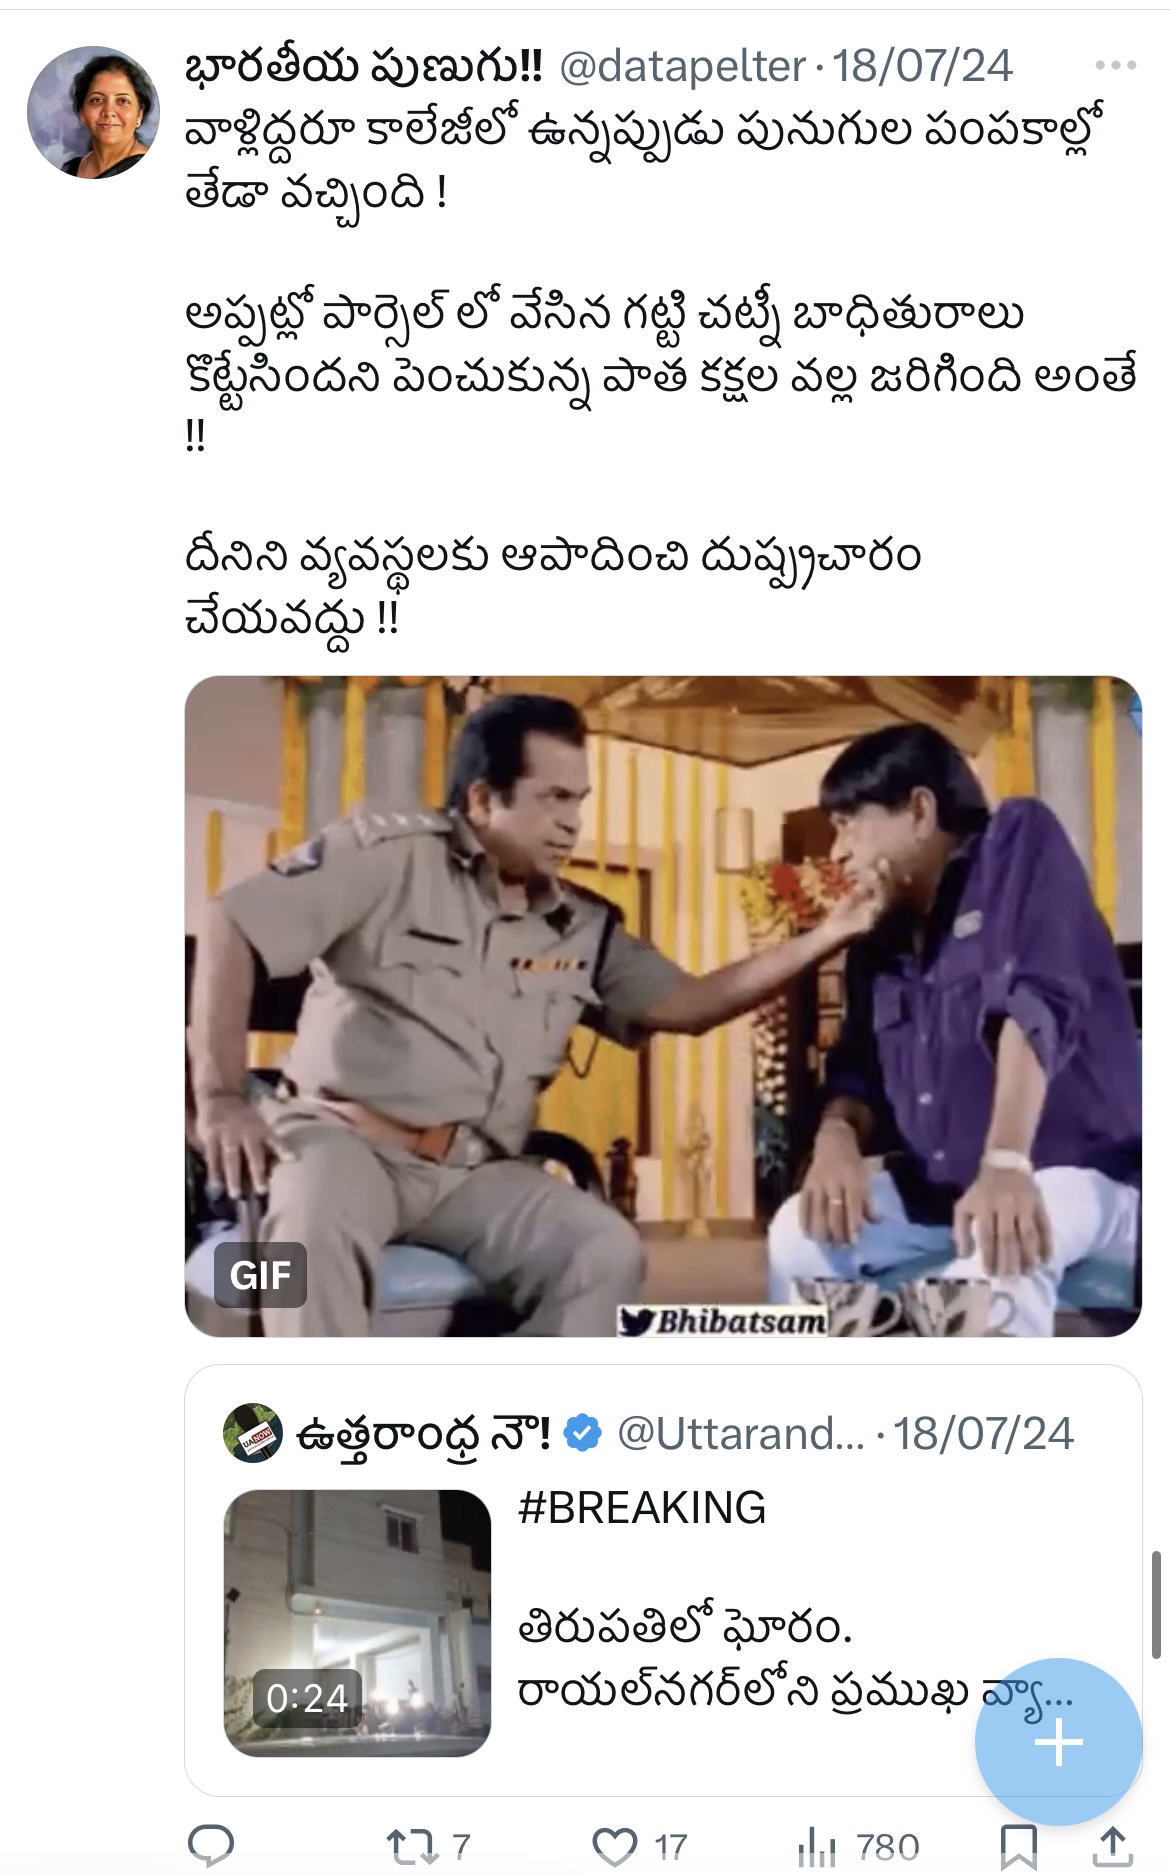 భారతీయ పుణుగు!! @datapelter · 18/07/24
వాళ్లిద్దరూ కాలేజీలో ఉన్నప్పుడు పునుగుల పంపకాల్లో
తేడా వచ్చింది !
అప్పట్లో పార్సెల్ లో వేసిన గట్టి చట్నీ బాధితురాలు
కొట్టేసిందని పెంచుకున్న పాత కక్షల వల్ల జరిగింది అంతే
!!
దీనిని వ్యవస్థలకు ఆపాదించి దుష్ప్రచారం
చేయవద్దు !!
GIF
Bhibatsam
ఉత్తరాంధ్ర నౌ! @Uttarand... · 18/07/24
UANOW
#BREAKING
తిరుపతిలో ఘోరం.
రాయల్‌నగర్‌లోని ప్రముఖ వ్యా...
0:24
7 17 780